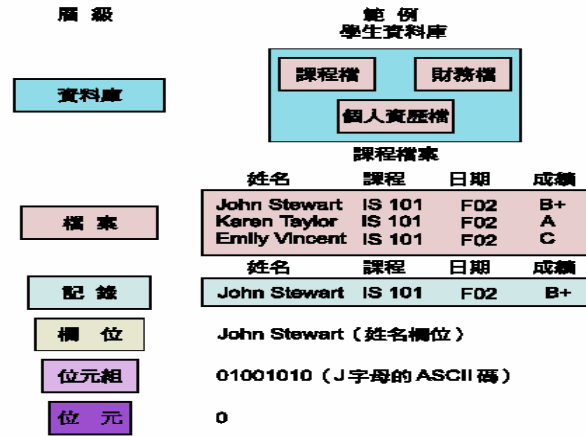 層 級 範 例
學生資料庫
資料庫 課程檔 財務檔
個人資歷檔
課程檔案
姓名 課程 日期 成績
檔 案
John Stewart IS 101 F02 B+
Karen Taylor IS 101 F02 A
Emily Vincent IS 101 F02 C
姓名 課程 日期 成績
記 錄 John Stewart IS 101 F02 B+
欄 位 John Stewart（姓名欄位）
位元組 01001010（J字母的ASCII碼）
位 元 0